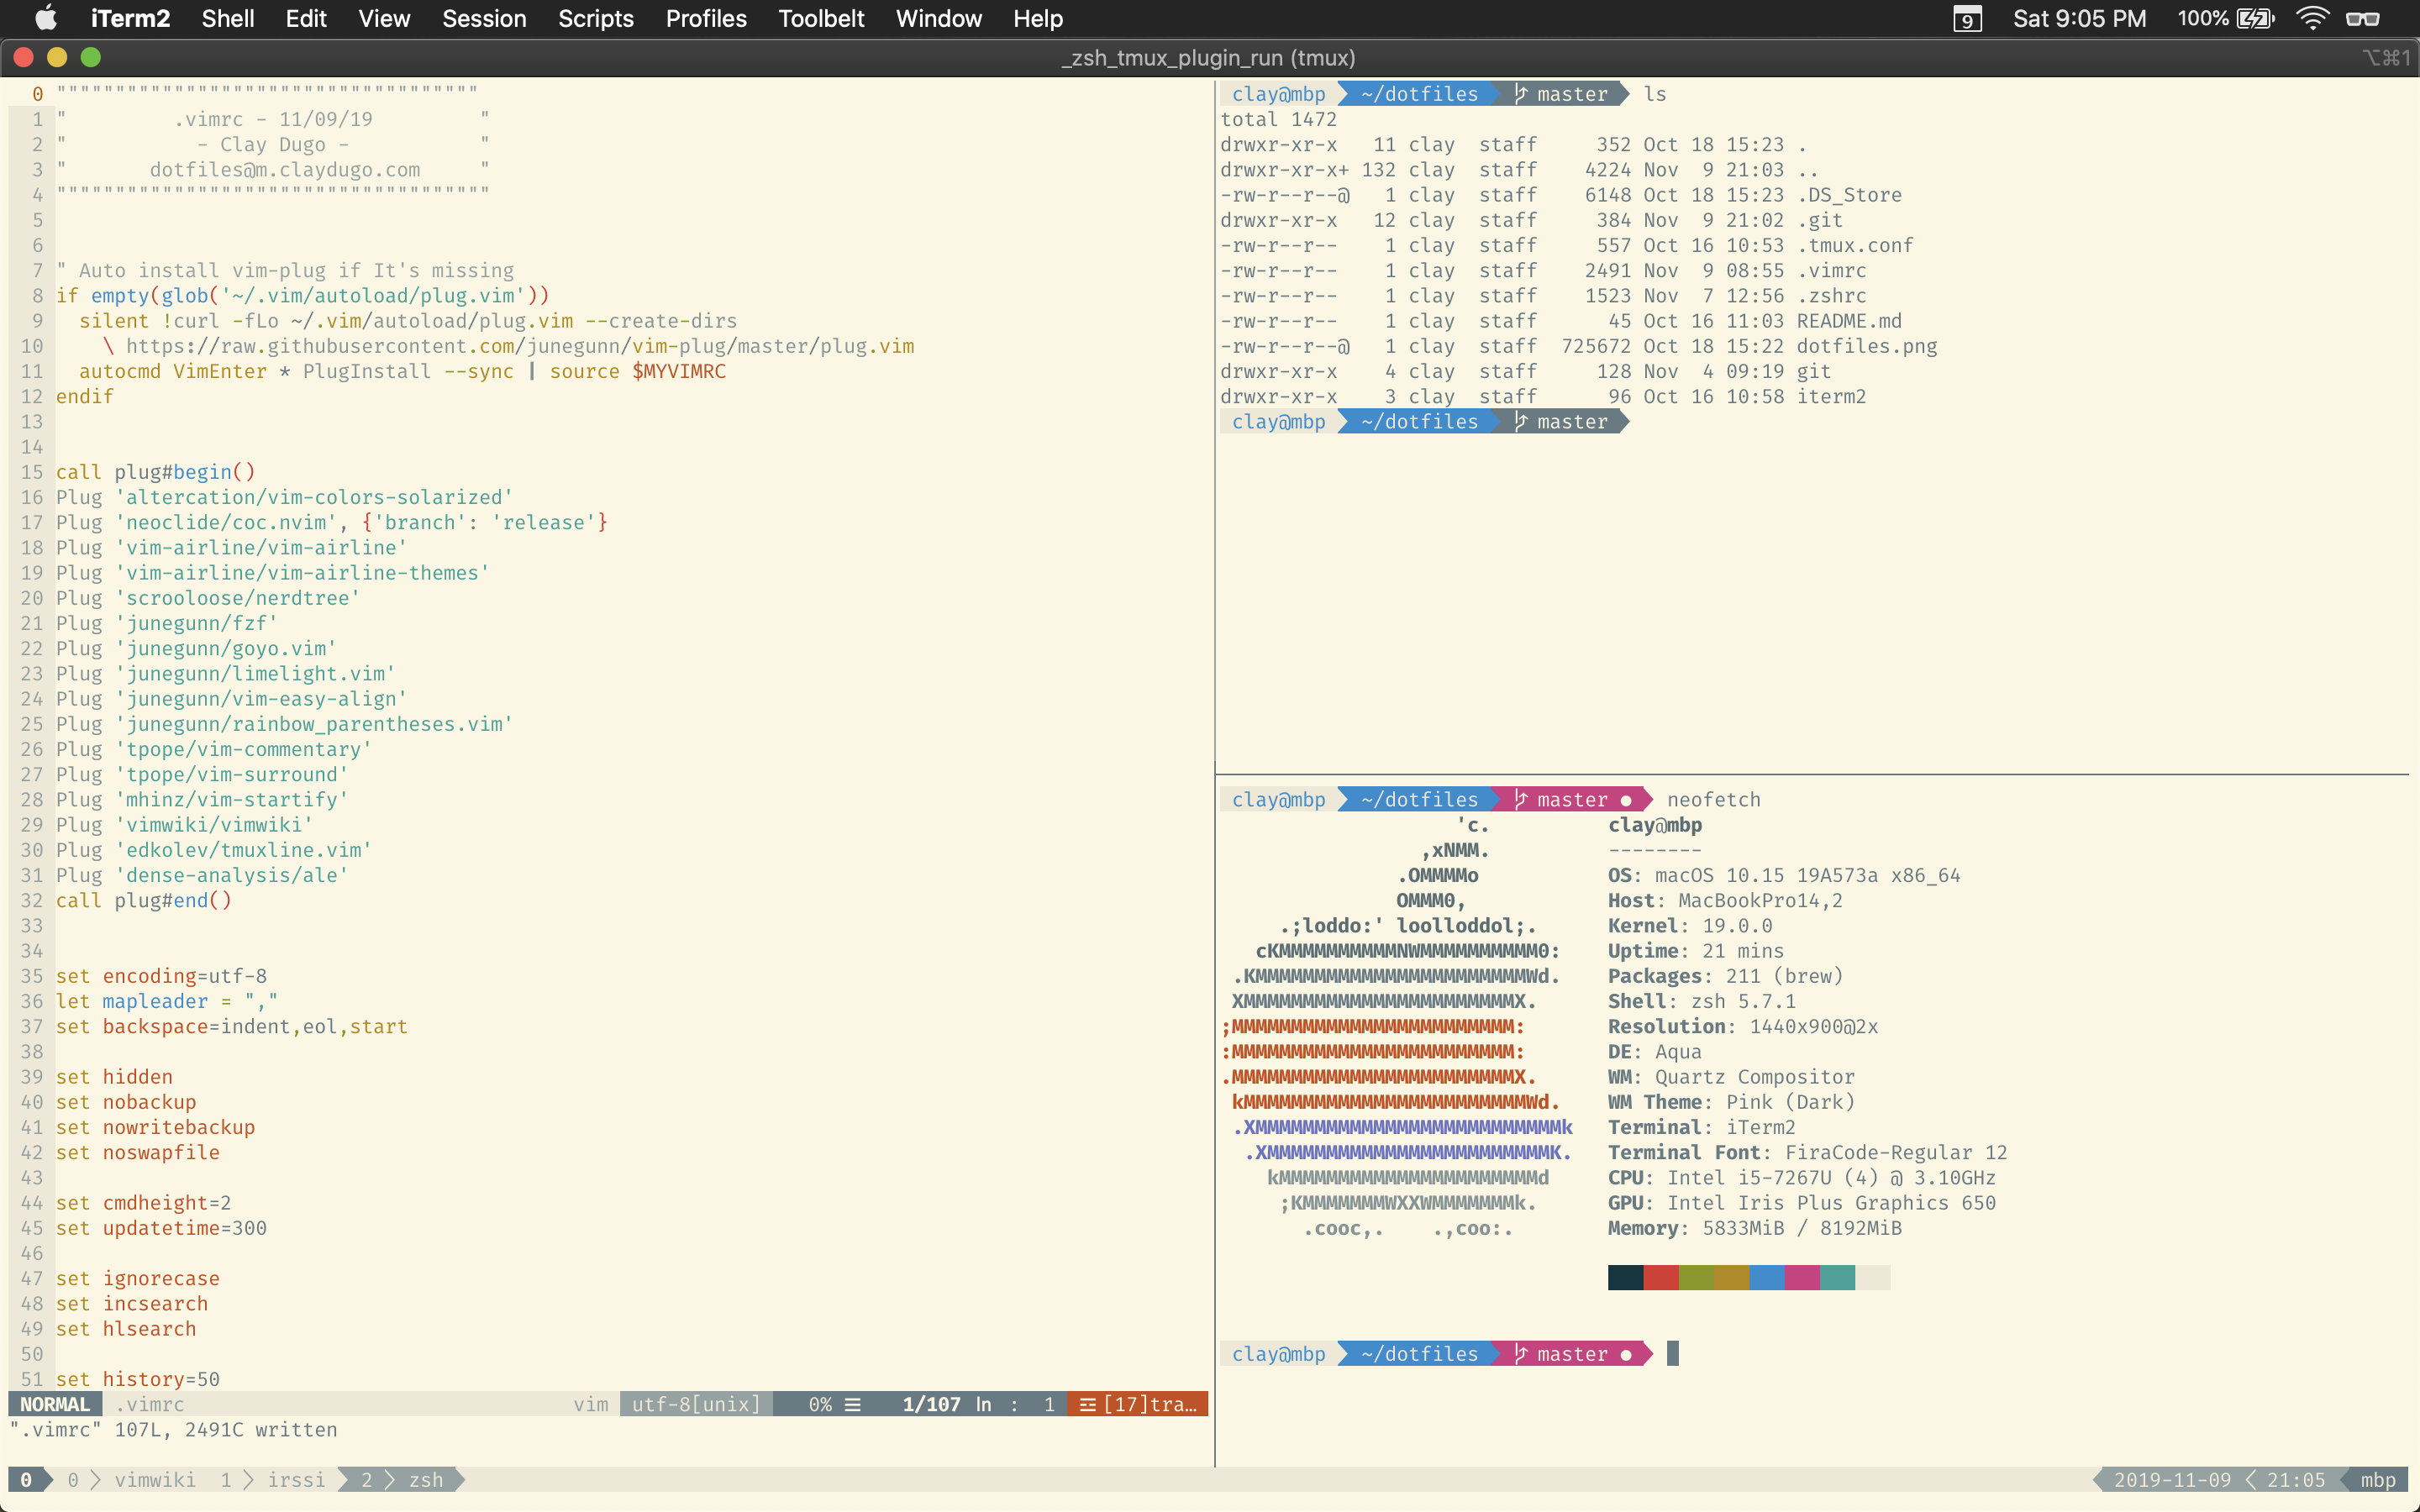 iTerm2 Shell Edit View Session Scripts Profiles Toolbelt Window Help 9 Sat 9:05 PM 100%
_zsh_tmux_plugin_run (tmux) ⌥⌘1
0 """"""""""""""""""""""""""""""""""""
1 " .vimrc - 11/09/19 "
2 " - Clay Dugo - "
3 " dotfiles@m.claydugo.com "
4 """""""""""""""""""""""""""""""""""""
5
6
7 " Auto install vim-plug if It's missing
8 if empty(glob('~/.vim/autoload/plug.vim'))
9 silent !curl -fLo ~/.vim/autoload/plug.vim --create-dirs
10 \ https://raw.githubusercontent.com/junegunn/vim-plug/master/plug.vim
11 autocmd VimEnter * PlugInstall --sync | source $MYVIMRC
12 endif
13
14
15 call plug#begin()
16 Plug 'altercation/vim-colors-solarized'
17 Plug 'neoclide/coc.nvim', {'branch': 'release'}
18 Plug 'vim-airline/vim-airline'
19 Plug 'vim-airline/vim-airline-themes'
20 Plug 'scrooloose/nerdtree'
21 Plug 'junegunn/fzf'
22 Plug 'junegunn/goyo.vim'
23 Plug 'junegunn/limelight.vim'
24 Plug 'junegunn/vim-easy-align'
25 Plug 'junegunn/rainbow_parentheses.vim'
26 Plug 'tpope/vim-commentary'
27 Plug 'tpope/vim-surround'
28 Plug 'mhinz/vim-startify'
29 Plug 'vimwiki/vimwiki'
30 Plug 'edkolev/tmuxline.vim'
31 Plug 'dense-analysis/ale'
32 call plug#end()
33
34
35 set encoding=utf-8
36 let mapleader = ","
37 set backspace=indent,eol,start
38
39 set hidden
40 set nobackup
41 set nowritebackup
42 set noswapfile
43
44 set cmdheight=2
45 set updatetime=300
46
47 set ignorecase
48 set incsearch
49 set hlsearch
50
51 set history=50
NORMAL .vimrc vim utf-8[unix] 0% ☰ 1/107 ln : 1 ☲ [17]tra…
".vimrc" 107L, 2491C written
clay@mbp ~/dotfiles master ls
total 1472
drwxr-xr-x 11 clay staff 352 Oct 18 15:23 .
drwxr-xr-x+ 132 clay staff 4224 Nov 9 21:03 ..
-rw-r--r--@ 1 clay staff 6148 Oct 18 15:23 .DS_Store
drwxr-xr-x 12 clay staff 384 Nov 9 21:02 .git
-rw-r--r-- 1 clay staff 557 Oct 16 10:53 .tmux.conf
-rw-r--r-- 1 clay staff 2491 Nov 9 08:55 .vimrc
-rw-r--r-- 1 clay staff 1523 Nov 7 12:56 .zshrc
-rw-r--r-- 1 clay staff 45 Oct 16 11:03 README.md
-rw-r--r--@ 1 clay staff 725672 Oct 18 15:22 dotfiles.png
drwxr-xr-x 4 clay staff 128 Nov 4 09:19 git
drwxr-xr-x 3 clay staff 96 Oct 16 10:58 iterm2
clay@mbp ~/dotfiles master
clay@mbp ~/dotfiles master ● neofetch
'c. clay@mbp
,xNMM. --------
.OMMMMo OS: macOS 10.15 19A573a x86_64
OMMM0, Host: MacBookPro14,2
.;loddo:' loolloddol;. Kernel: 19.0.0
cKMMMMMMMMMMNWMMMMMMMMMM0: Uptime: 21 mins
.KMMMMMMMMMMMMMMMMMMMMMMMWd. Packages: 211 (brew)
XMMMMMMMMMMMMMMMMMMMMMMMX. Shell: zsh 5.7.1
;MMMMMMMMMMMMMMMMMMMMMMMM: Resolution: 1440x900@2x
:MMMMMMMMMMMMMMMMMMMMMMMM: DE: Aqua
.MMMMMMMMMMMMMMMMMMMMMMMMX. WM: Quartz Compositor
kMMMMMMMMMMMMMMMMMMMMMMMMWd. WM Theme: Pink (Dark)
.XMMMMMMMMMMMMMMMMMMMMMMMMMMk Terminal: iTerm2
.XMMMMMMMMMMMMMMMMMMMMMMMMK. Terminal Font: FiraCode-Regular 12
kMMMMMMMMMMMMMMMMMMMMMMd CPU: Intel i5-7267U (4) @ 3.10GHz
;KMMMMMMMWXXWMMMMMMMk. GPU: Intel Iris Plus Graphics 650
.cooc,. .,coo:. Memory: 5833MiB / 8192MiB
clay@mbp ~/dotfiles master ●
0 0 vimwiki 1 irssi 2 zsh 2019-11-09 21:05 mbp